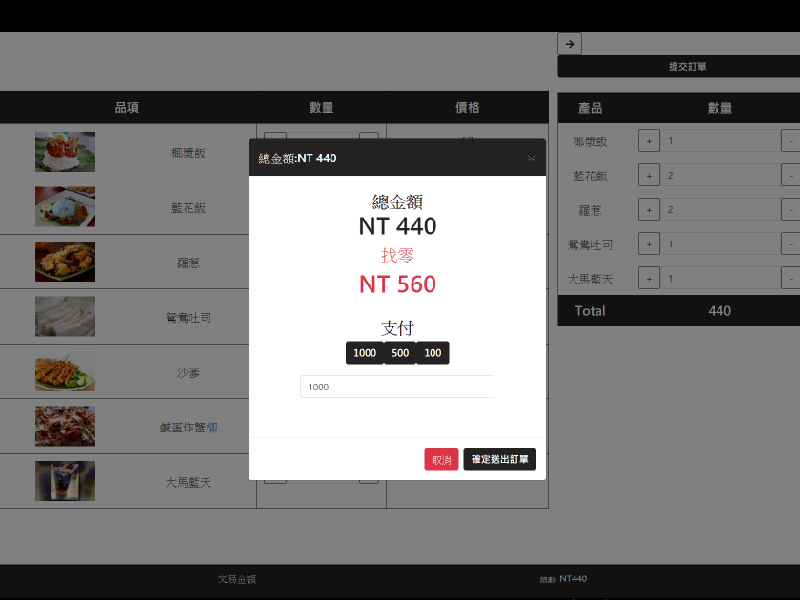 →
提交訂單
品項 數量 價格
產品 數量
椰漿飯
藍花飯
羅惹
鴛鴦吐司
沙爹
鹹蛋炸蟹柳
大馬藍天
總金額:NT 440 ×
總金額
NT 440
找零
NT 560
支付
1000 500 100
1000
取消 確定送出訂單
椰漿飯 + 1 -
藍花飯 + 2 -
羅惹 + 2 -
鴛鴦吐司 + 1 -
大馬藍天 + 1 -
Total 440
交易金額
總額: NT440